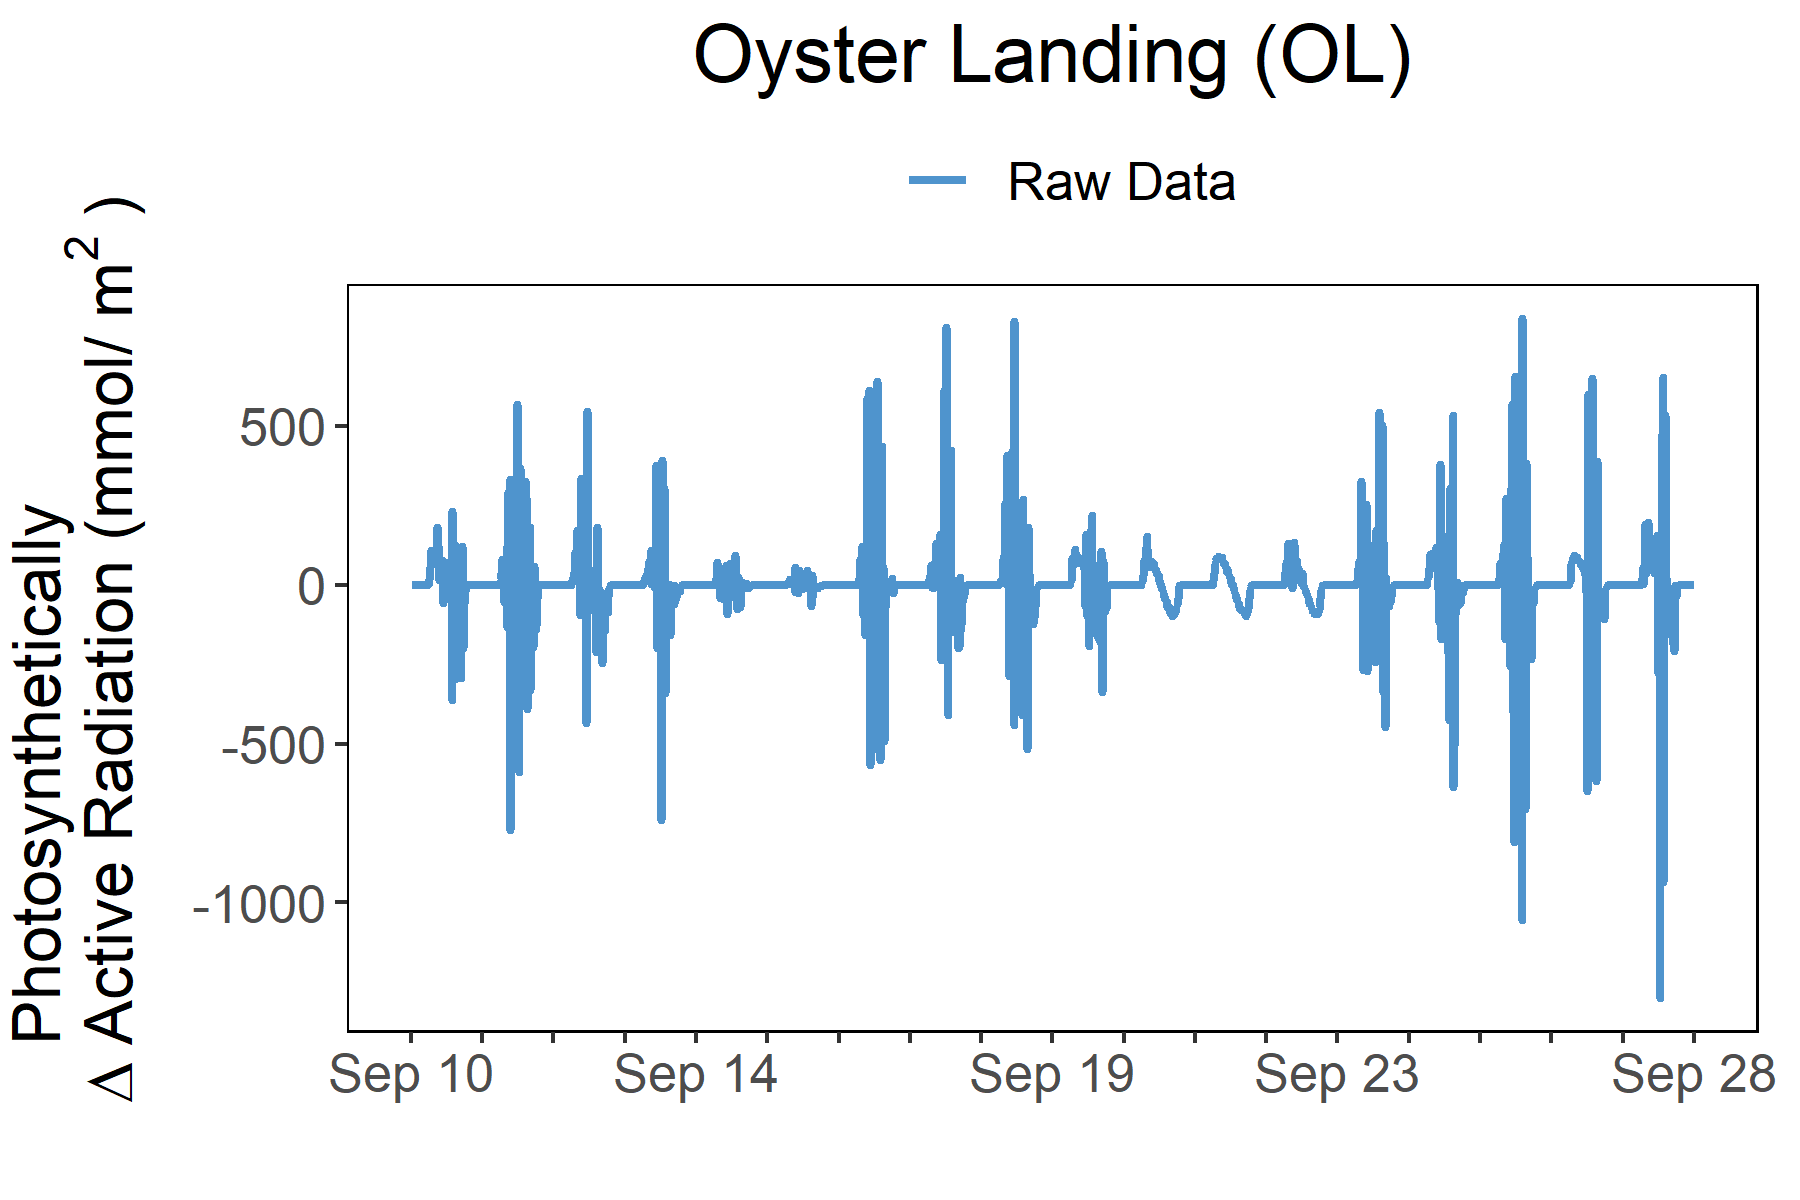 Oyster Landing (OL)
Raw Data
Photosynthetically
Δ Active Radiation (mmol/ m² )
500
0
-500
-1000
Sep 10
Sep 14
Sep 19
Sep 23
Sep 28